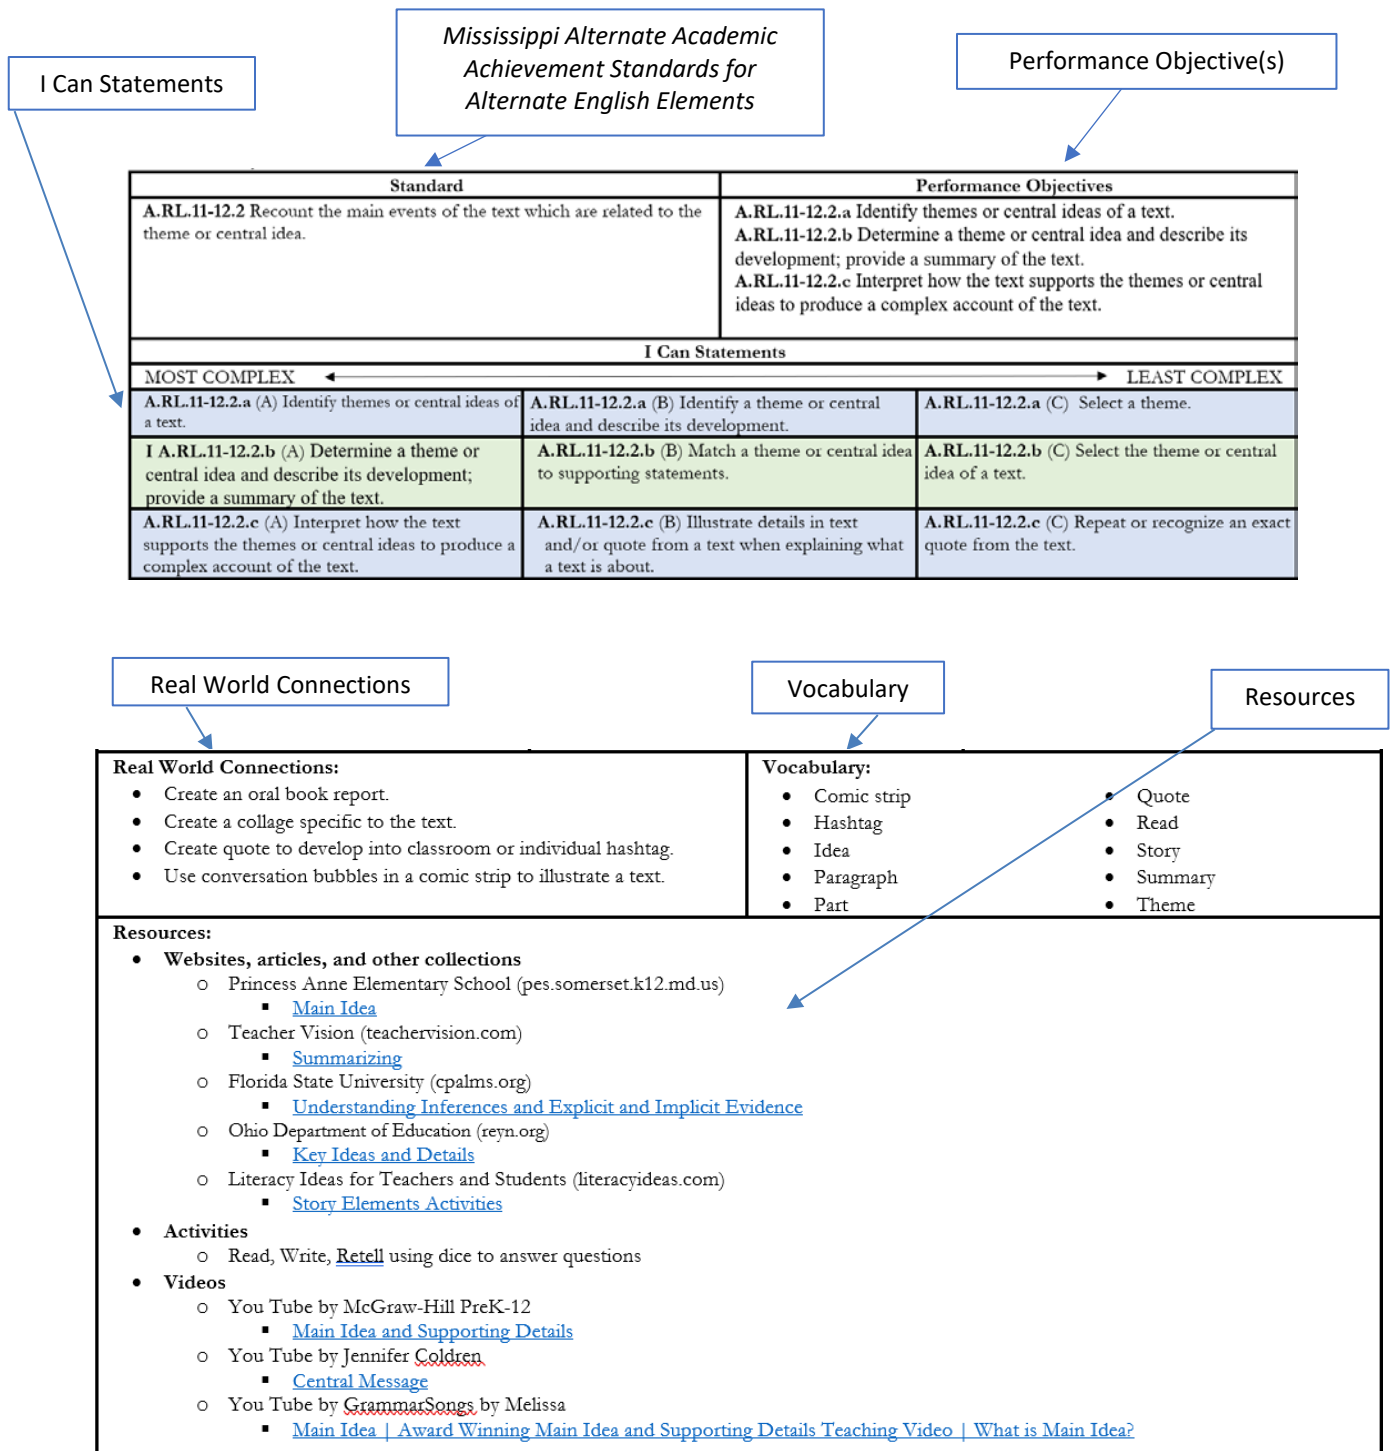 Mississippi Alternate Academic
Achievement Standards for
Alternate English Elements
Performance Objective(s)
I Can Statements
Standard
Performance Objectives
A.RL.11-12.2 Recount the main events of the text which are related to the
theme or central idea.
A.RL.11-12.2.a Identify themes or central ideas of a text.
A.RL.11-12.2.b Determine a theme or central idea and describe its
development; provide a summary of the text.
A.RL.11-12.2.c Interpret how the text supports the themes or central
ideas to produce a complex account of the text.
I Can Statements
MOST COMPLEX
LEAST COMPLEX
A.RL.11-12.2.a (A) Identify themes or central ideas of
a text.
A.RL.11-12.2.a (B) Identify a theme or central
idea and describe its development.
A.RL.11-12.2.a (C) Select a theme.
I A.RL.11-12.2.b (A) Determine a theme or
central idea and describe its development;
provide a summary of the text.
A.RL.11-12.2.b (B) Match a theme or central idea
to supporting statements.
A.RL.11-12.2.b (C) Select the theme or central
idea of a text.
A.RL.11-12.2.c (A) Interpret how the text
supports the themes or central ideas to produce a
complex account of the text.
A.RL.11-12.2.c (B) Illustrate details in text
and/or quote from a text when explaining what
a text is about.
A.RL.11-12.2.c (C) Repeat or recognize an exact
quote from the text.
Real World Connections
Vocabulary
Resources
Real World Connections:
• Create an oral book report.
• Create a collage specific to the text.
• Create quote to develop into classroom or individual hashtag.
• Use conversation bubbles in a comic strip to illustrate a text.
Vocabulary:
• Comic strip
• Hashtag
• Idea
• Paragraph
• Part
• Quote
• Read
• Story
• Summary
• Theme
Resources:
• Websites, articles, and other collections
o Princess Anne Elementary School (pes.somerset.k12.md.us)
▪ Main Idea
o Teacher Vision (teachervision.com)
▪ Summarizing
o Florida State University (cpalms.org)
▪ Understanding Inferences and Explicit and Implicit Evidence
o Ohio Department of Education (reyn.org)
▪ Key Ideas and Details
o Literacy Ideas for Teachers and Students (literacyideas.com)
▪ Story Elements Activities
• Activities
o Read, Write, Retell using dice to answer questions
• Videos
o You Tube by McGraw-Hill PreK-12
▪ Main Idea and Supporting Details
o You Tube by Jennifer Coldren
▪ Central Message
o You Tube by GrammarSongs by Melissa
▪ Main Idea | Award Winning Main Idea and Supporting Details Teaching Video | What is Main Idea?